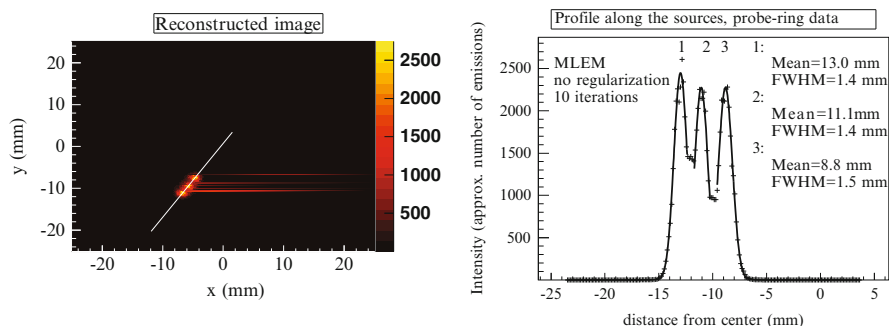 Reconstructed image
y (mm)
20
10
0
-10
-20
-20
-10
0
10
20
x (mm)
2500
2000
1500
1000
500
Profile along the sources, probe-ring data
Intensity (approx. number of emissions)
2500
2000
1500
1000
500
MLEM
no regularization
10 iterations
1 2 3
1:
Mean=13.0 mm
FWHM=1.4 mm
2:
Mean=11.1mm
FWHM=1.4 mm
3:
Mean=8.8 mm
FWHM=1.5 mm
-25
-20
-15
-10
-5
0
5
distance from center (mm)